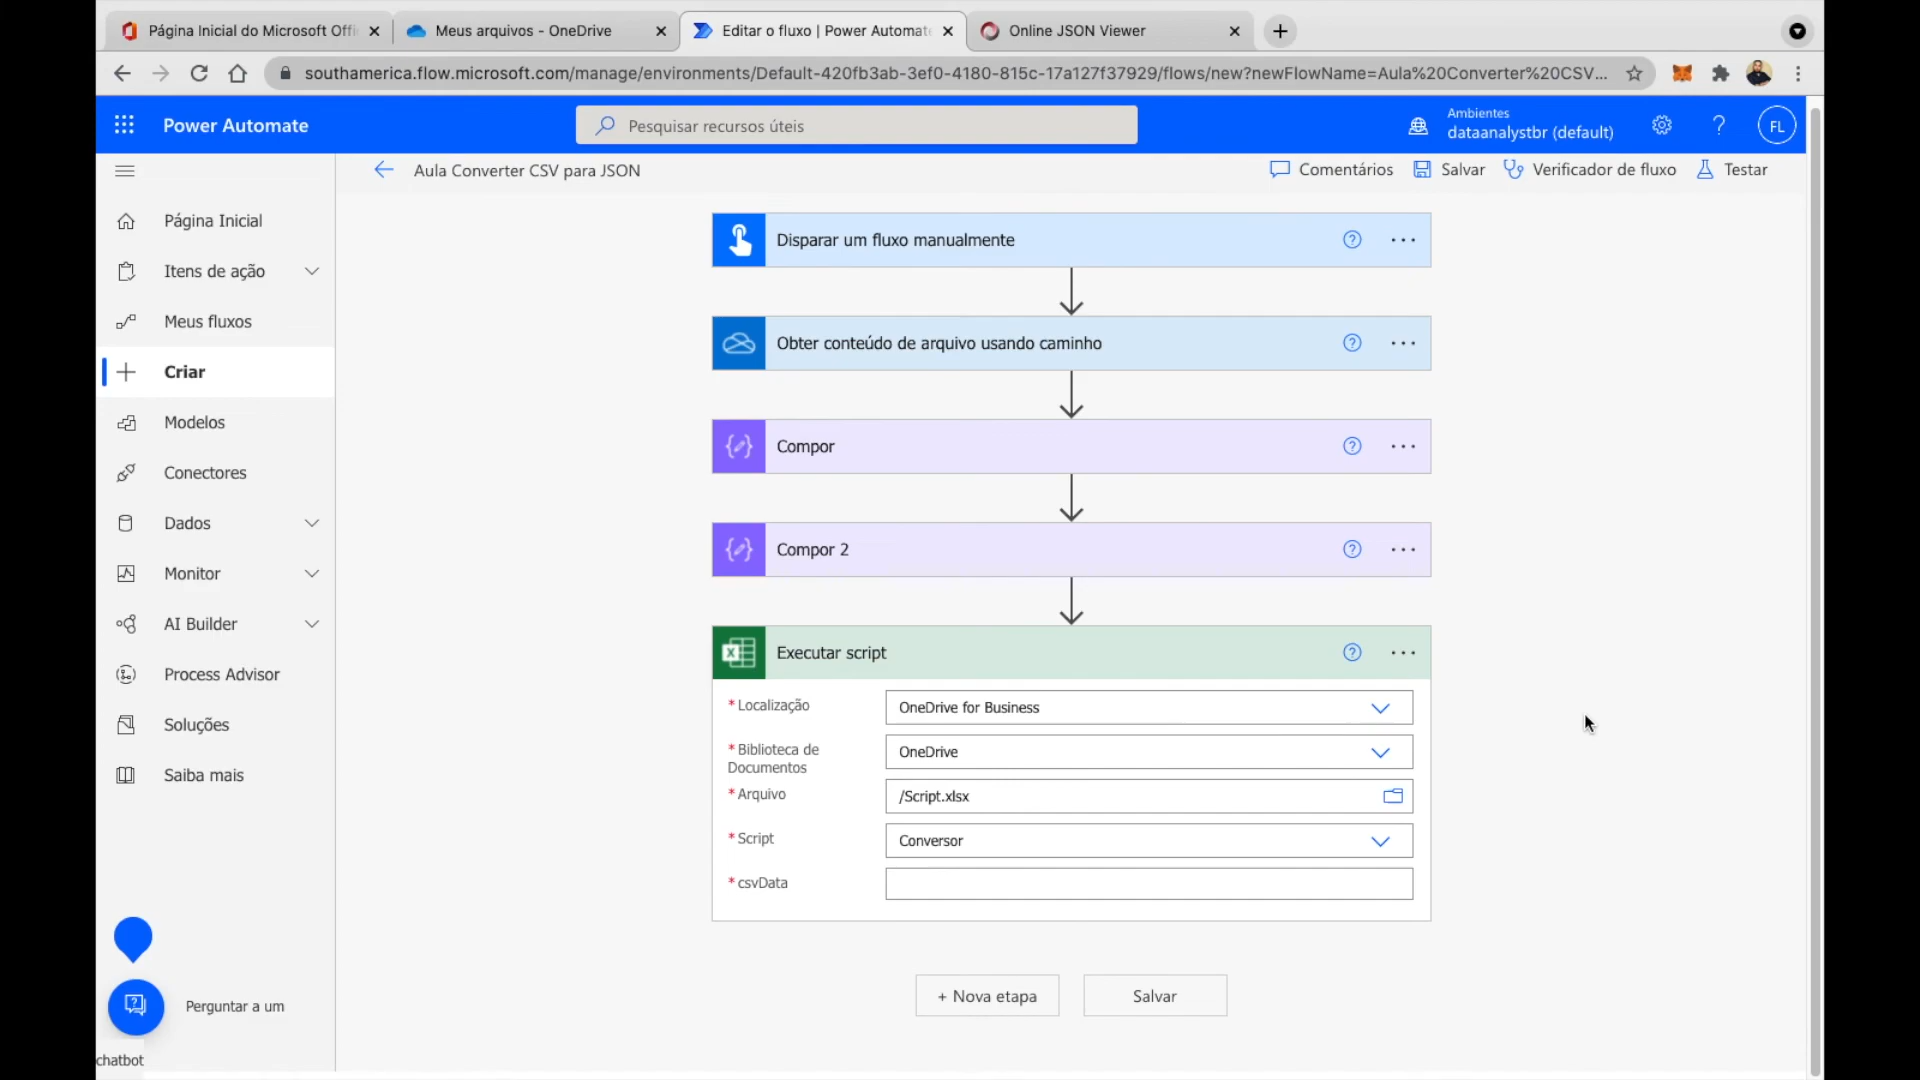 Página Inicial do Microsoft Offi
Meus arquivos - OneDrive
Editar o fluxo | Power Automate
Online JSON Viewer
southamerica.flow.microsoft.com/manage/environments/Default-420fb3ab-3ef0-4180-815c-17a127f37929/flows/new?newFlowName=Aula%20Converter%20CSV...
Power Automate
Pesquisar recursos úteis
Ambientes
dataanalystbr (default)
FL
Aula Converter CSV para JSON
Comentários
Salvar
Verificador de fluxo
Testar
Página Inicial
Itens de ação
Meus fluxos
Criar
Modelos
Conectores
Dados
Monitor
AI Builder
Process Advisor
Soluções
Saiba mais
Perguntar a um
chatbot
Disparar um fluxo manualmente
Obter conteúdo de arquivo usando caminho
Compor
Compor 2
Executar script
* Localização
OneDrive for Business
* Biblioteca de
Documentos
OneDrive
* Arquivo
/Script.xlsx
* Script
Conversor
* csvData
+ Nova etapa
Salvar